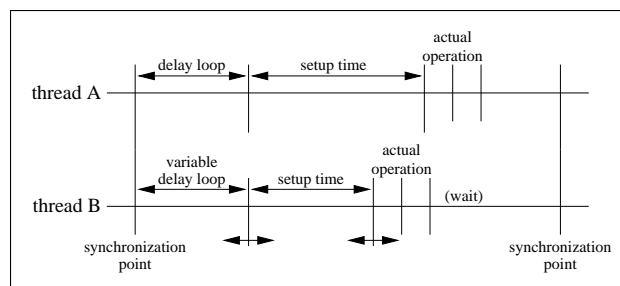 actual
operation
delay loop
setup time
thread A
variable
delay loop
setup time
actual
operation
(wait)
thread B
synchronization
point
synchronization
point